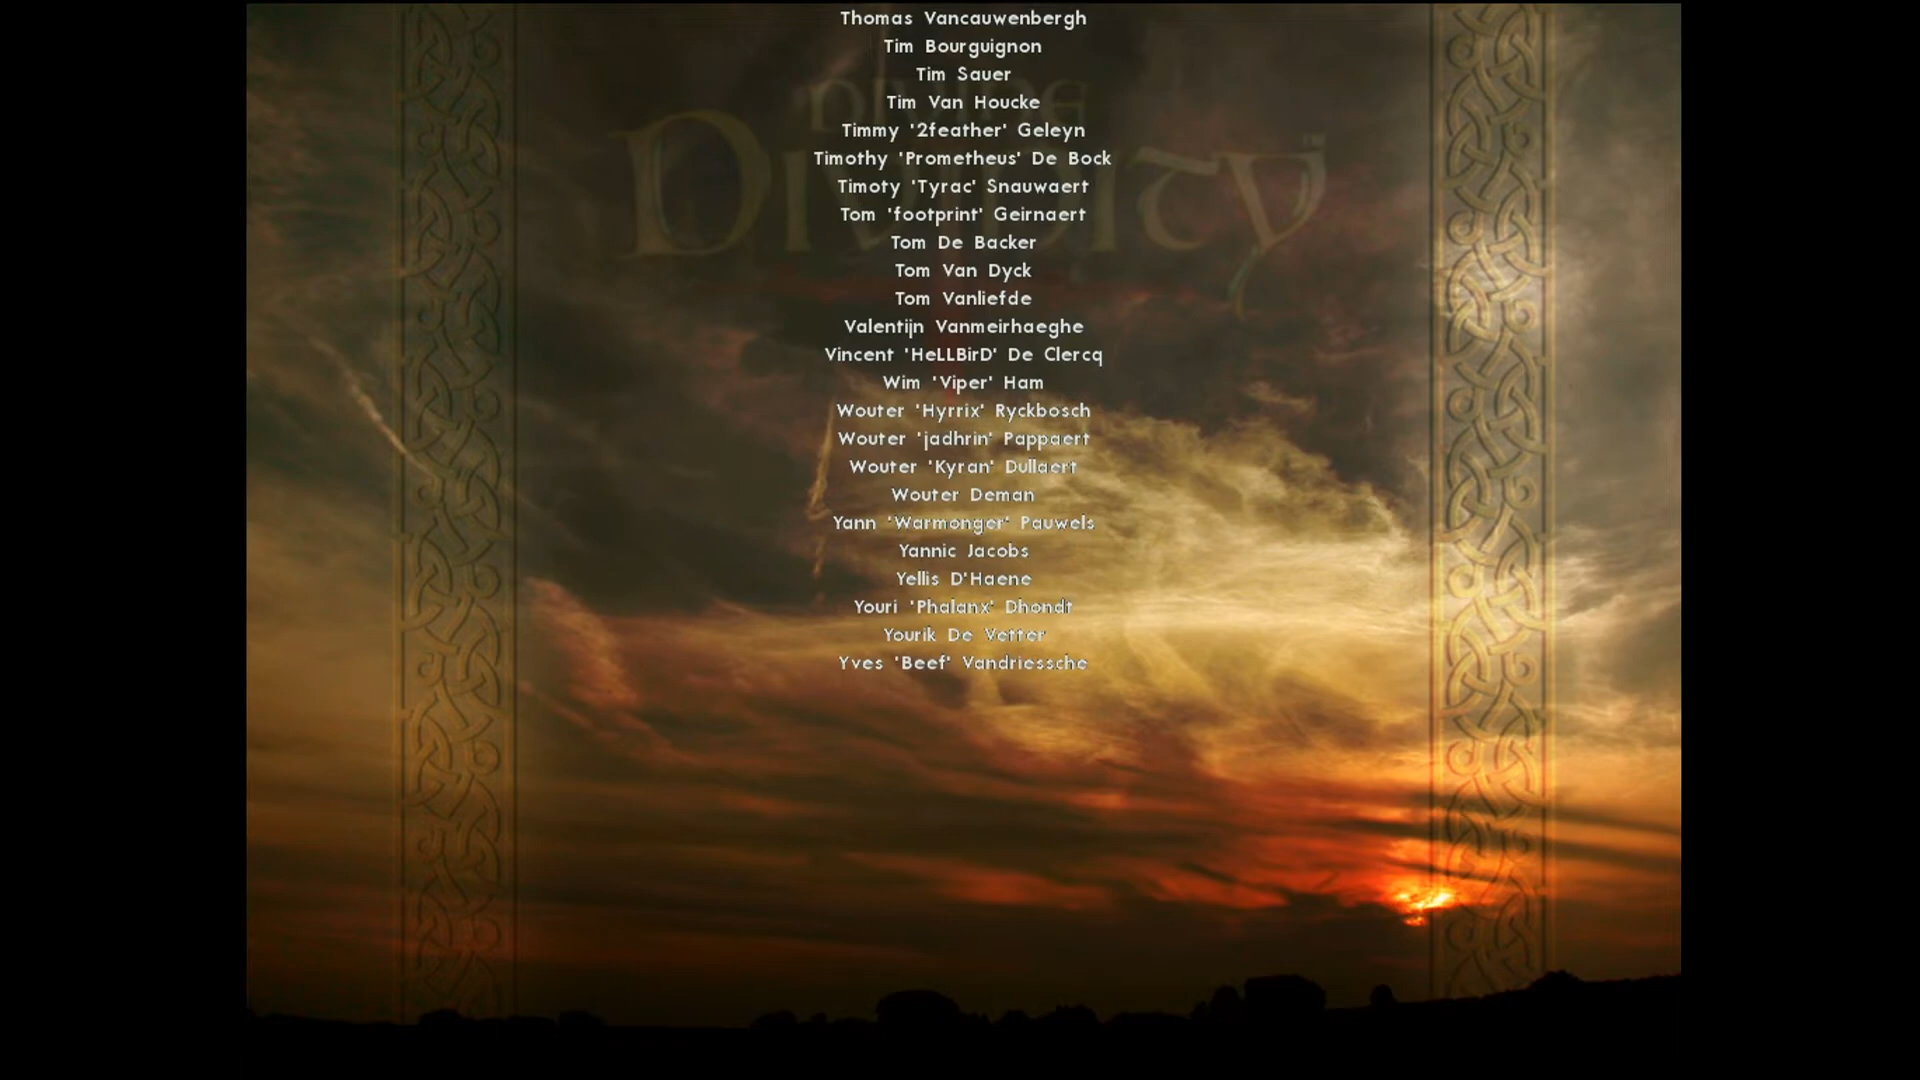 Thomas Vancauwenbergh
Tim Bourguignon
Tim Sauer
Tim Van Houcke
Timmy '2feather' Geleyn
Timothy 'Prometheus' De Bock
Timoty 'Tyrac' Snauwaert
Tom 'footprint' Geirnaert
Tom De Backer
Tom Van Dyck
Tom Vanliefde
Valentijn Vanmeirhaeghe
Vincent 'HeLLBirD' De Clercq
Wim 'Viper' Ham
Wouter 'Hyrrix' Ryckbosch
Wouter 'jadhrin' Pappaert
Wouter 'Kyran' Dullaert
Wouter Deman
Yann 'Warmonger' Pauwels
Yannic Jacobs
Yellis D'Haene
Youri 'Phalanx' Dhondt
Yourik De Vetter
Yves 'Beef' Vandriessche
Divine
Divinity